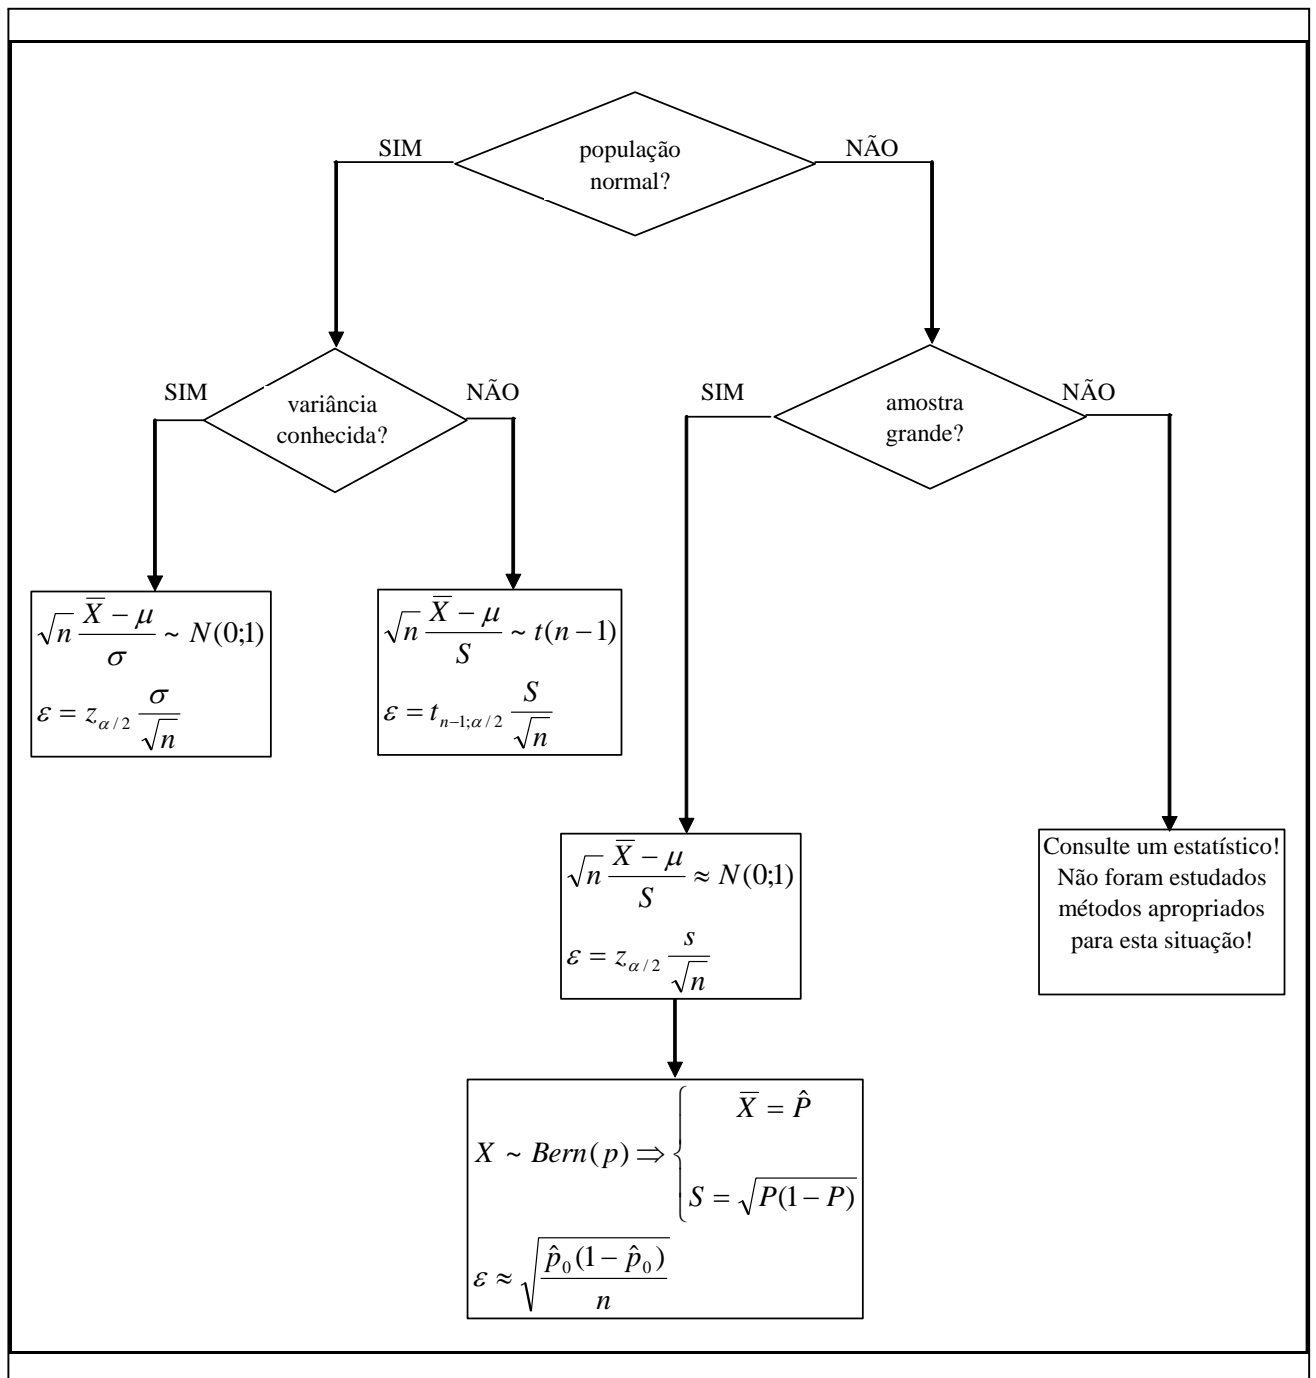 SIM
população
normal?
NÃO
SIM
variância
conhecida?
NÃO
SIM
amostra
grande?
NÃO
√n (X̅ − μ)/σ ~ N(0;1)
ε = z_{α/2} σ/√n
√n (X̅ − μ)/S ~ t(n−1)
ε = t_{n−1;α/2} S/√n
√n (X̅ − μ)/S ≈ N(0;1)
ε = z_{α/2} s/√n
Consulte um estatístico!
Não foram estudados
métodos apropriados
para esta situação!
X̅ = P̂
X ~ Bern(p) ⇒ {
S = √(P(1−P))
ε ≈ √(p̂₀(1−p̂₀)/n)